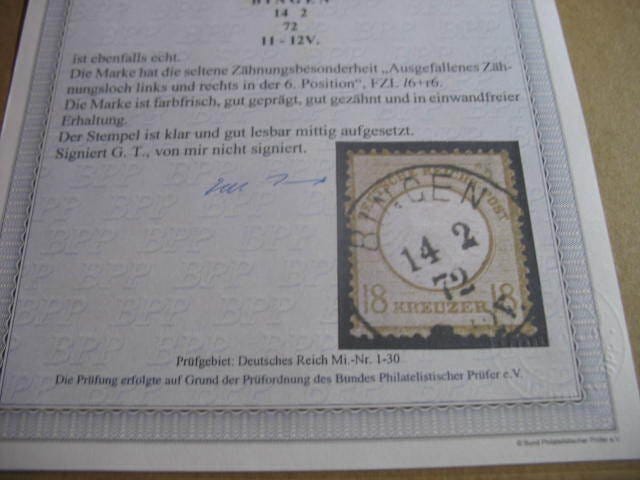 BINGEN
14 2
72
11 - 12V.
ist ebenfalls echt.
Die Marke hat die seltene Zähnungsbesonderheit „Ausgefallenes Zäh-
nungsloch links und rechts in der 6. Position“, FZL l6+r6.
Die Marke ist farbfrisch, gut geprägt, gut gezähnt und in einwandfreier
Erhaltung.
Der Stempel ist klar und gut lesbar mittig aufgesetzt.
Signiert G. T., von mir nicht signiert.
BINGEN
14 2
72
18 KREUZER 18
Prüfgebiet: Deutsches Reich Mi.-Nr. 1-30
Die Prüfung erfolgte auf Grund der Prüfordnung des Bundes Philatelistischer Prüfer e.V.
© Bund Philatelistischer Prüfer e.V.